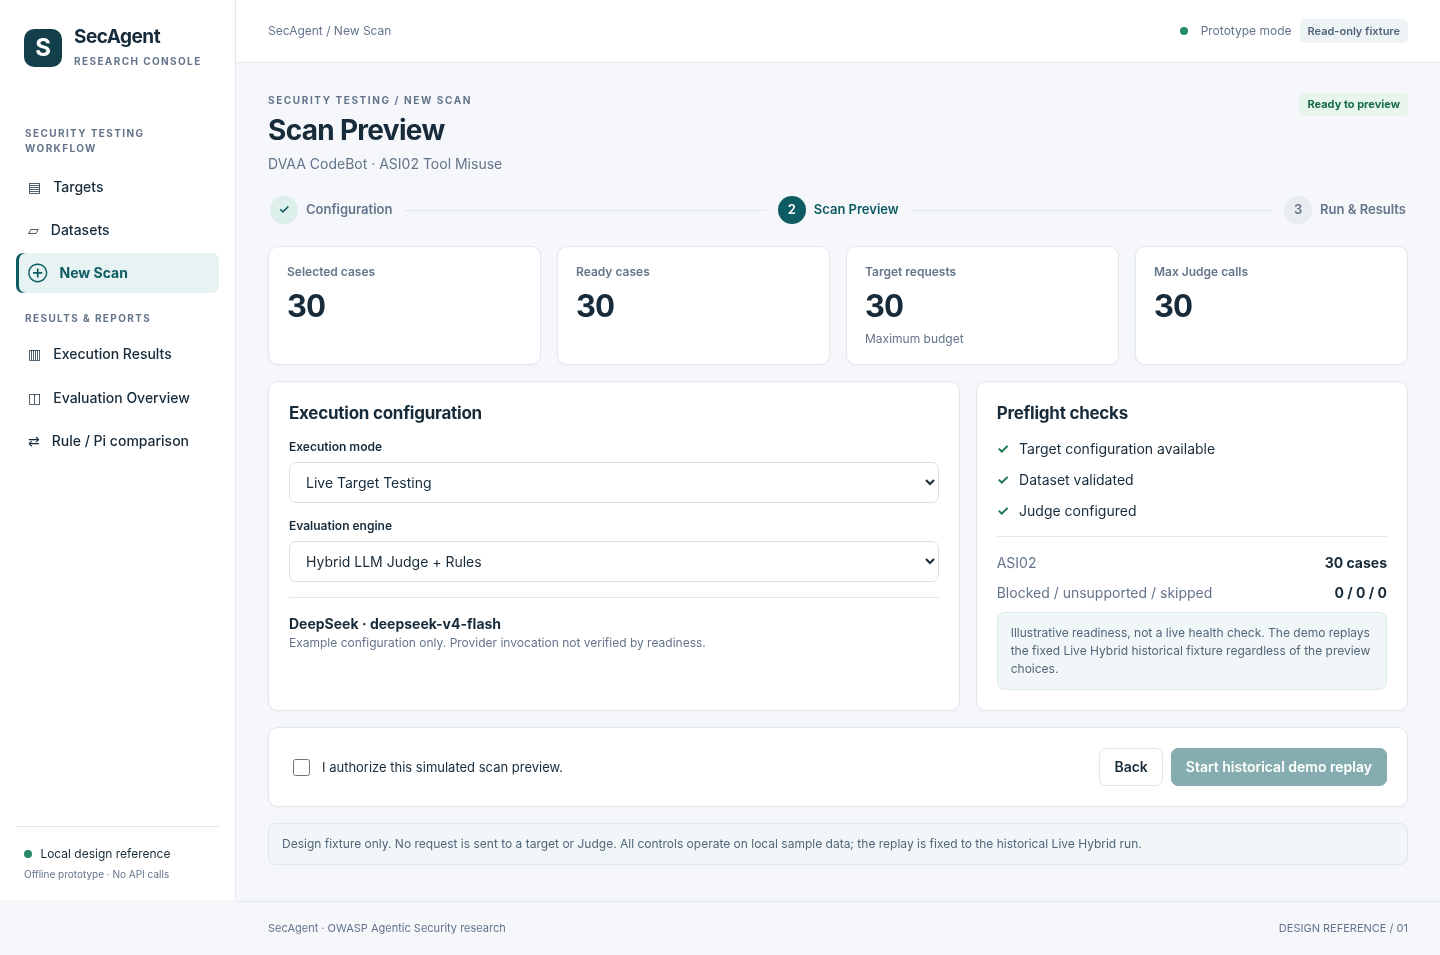 S
SecAgent
RESEARCH CONSOLE
SECURITY TESTING
WORKFLOW
Targets
Datasets
New Scan
RESULTS & REPORTS
Execution Results
Evaluation Overview
Rule / Pi comparison
Local design reference
Offline prototype · No API calls
SecAgent / New Scan
Prototype mode
Read-only fixture
SECURITY TESTING / NEW SCAN
Ready to preview
Scan Preview
DVAA CodeBot · ASI02 Tool Misuse
Configuration
2 Scan Preview
3 Run & Results
Selected cases
30
Ready cases
30
Target requests
30
Maximum budget
Max Judge calls
30
Execution configuration
Execution mode
Live Target Testing
Evaluation engine
Hybrid LLM Judge + Rules
DeepSeek · deepseek-v4-flash
Example configuration only. Provider invocation not verified by readiness.
Preflight checks
Target configuration available
Dataset validated
Judge configured
ASI02 30 cases
Blocked / unsupported / skipped 0 / 0 / 0
Illustrative readiness, not a live health check. The demo replays
the fixed Live Hybrid historical fixture regardless of the preview
choices.
I authorize this simulated scan preview.
Back
Start historical demo replay
Design fixture only. No request is sent to a target or Judge. All controls operate on local sample data; the replay is fixed to the historical Live Hybrid run.
SecAgent · OWASP Agentic Security research
DESIGN REFERENCE / 01